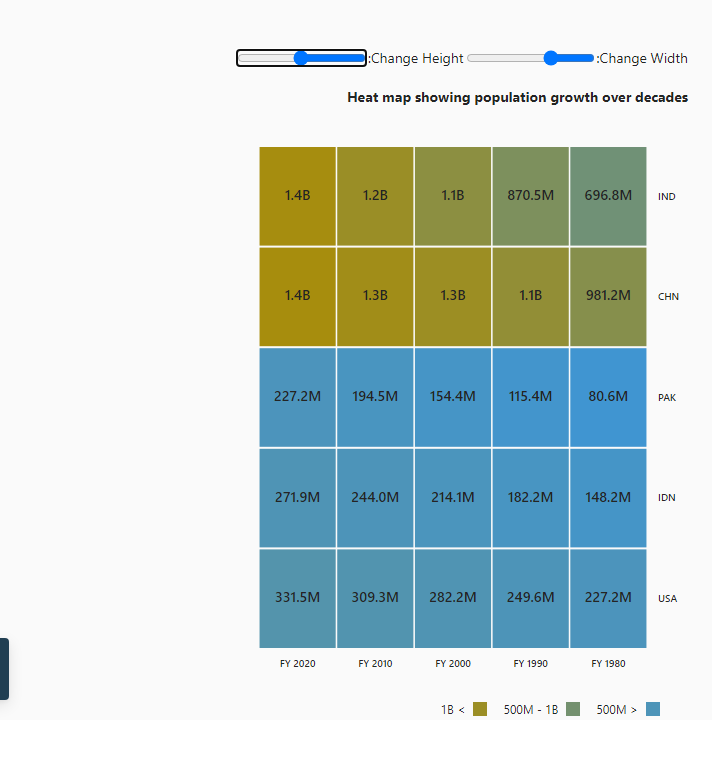 :Change Height :Change Width
Heat map showing population growth over decades
1.4B 1.2B 1.1B 870.5M 696.8M IND
1.4B 1.3B 1.3B 1.1B 981.2M CHN
227.2M 194.5M 154.4M 115.4M 80.6M PAK
271.9M 244.0M 214.1M 182.2M 148.2M IDN
331.5M 309.3M 282.2M 249.6M 227.2M USA
FY 2020 FY 2010 FY 2000 FY 1990 FY 1980
1B < 500M - 1B 500M >